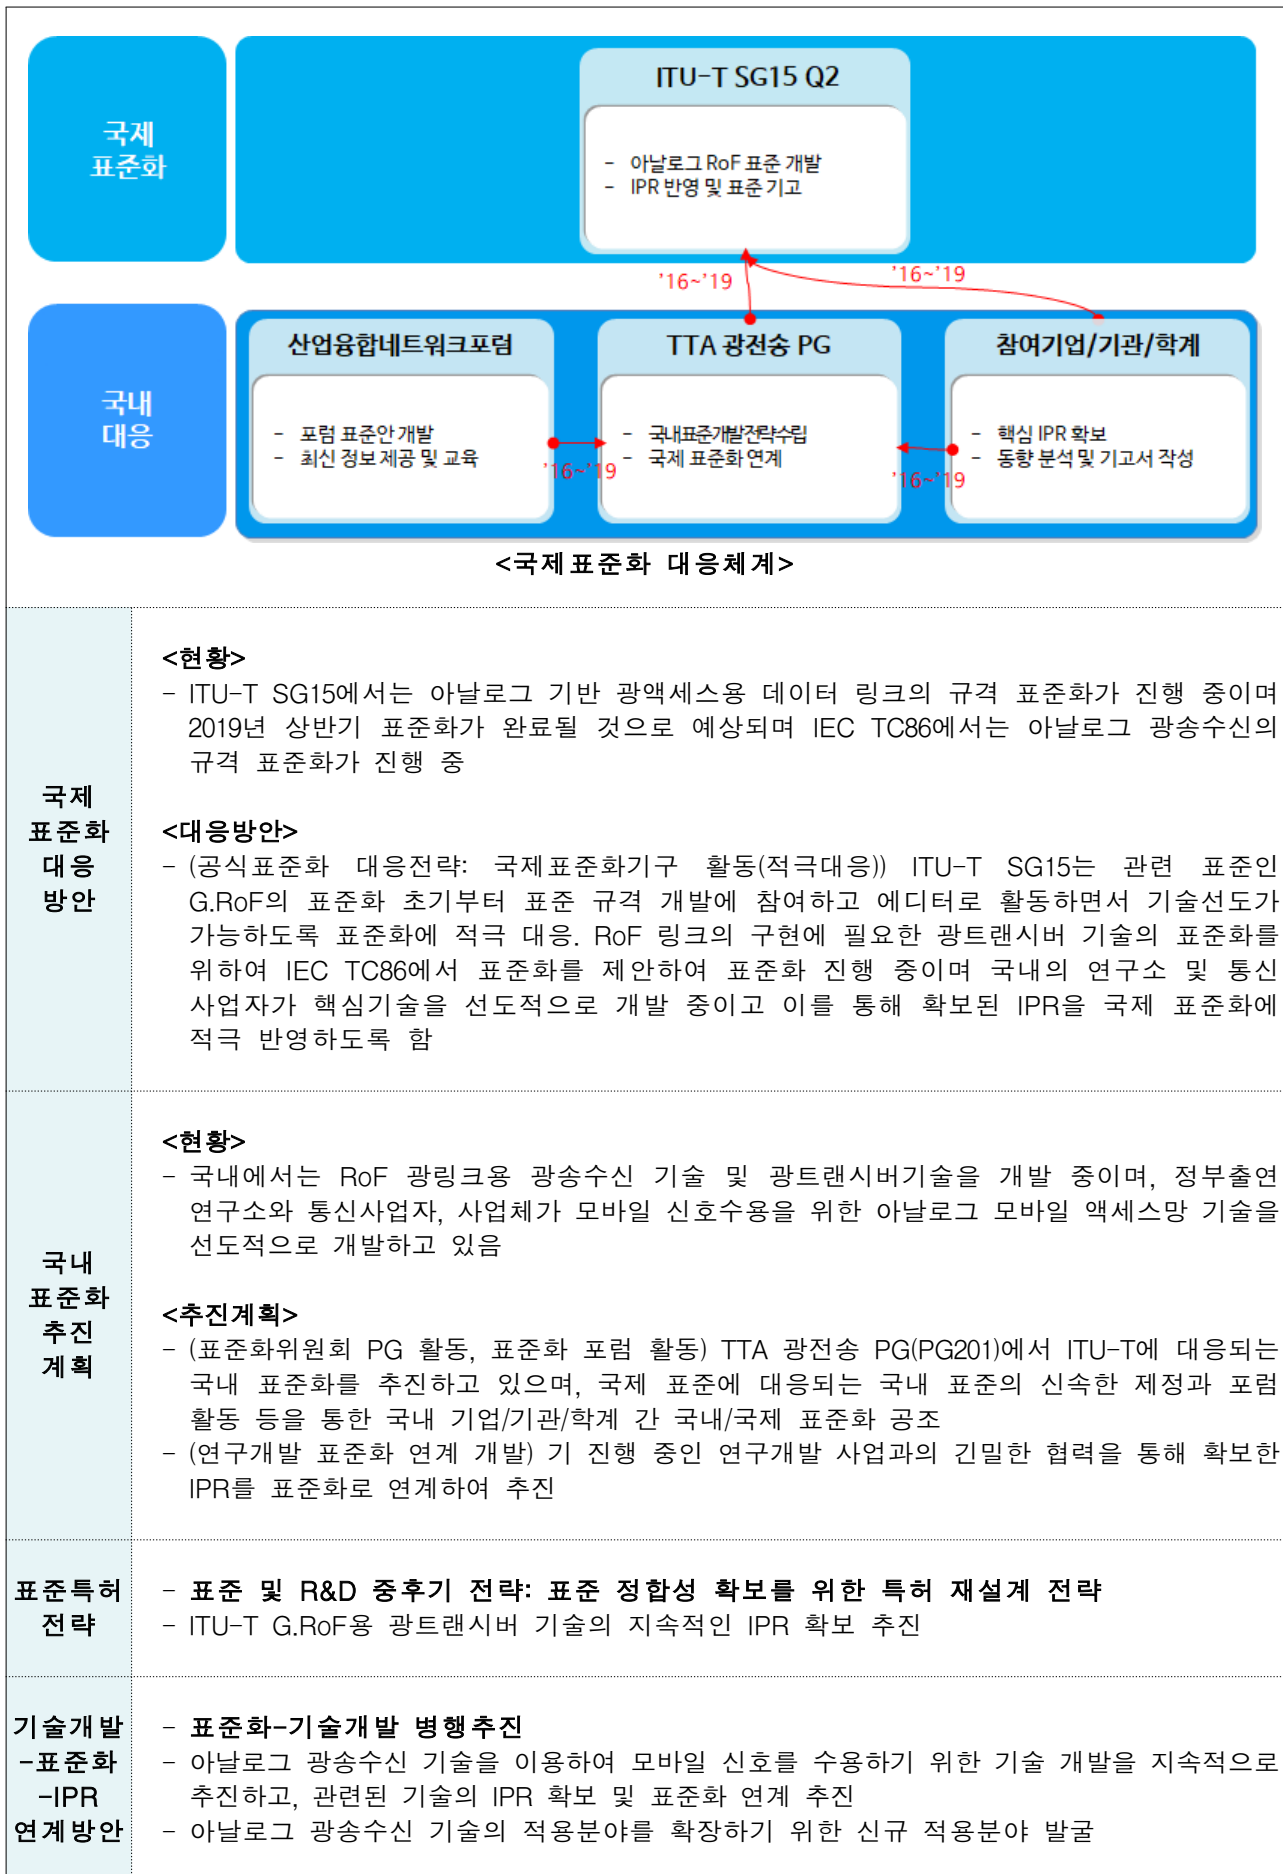 국제
표준화
ITU-T SG15 Q2
- 아날로그 RoF 표준 개발
- IPR 반영 및 표준 기고
'16~'19
'16~'19
국내
대응
산업융합네트워크포럼
- 포럼 표준안 개발
- 최신 정보 제공 및 교육
'16~'19
TTA 광전송 PG
- 국내표준개발전략수립
- 국제 표준화 연계
'16~'19
참여기업/기관/학계
- 핵심 IPR 확보
- 동향 분석 및 기고서 작성
<국제표준화 대응체계>
국제
표준화
대응
방안
<현황>
- ITU-T SG15에서는 아날로그 기반 광액세스용 데이터 링크의 규격 표준화가 진행 중이며
2019년 상반기 표준화가 완료될 것으로 예상되며 IEC TC86에서는 아날로그 광송수신의
규격 표준화가 진행 중
<대응방안>
- (공식표준화 대응전략: 국제표준화기구 활동(적극대응)) ITU-T SG15는 관련 표준인
G.RoF의 표준화 초기부터 표준 규격 개발에 참여하고 에디터로 활동하면서 기술선도가
가능하도록 표준화에 적극 대응. RoF 링크의 구현에 필요한 광트랜시버 기술의 표준화를
위하여 IEC TC86에서 표준화를 제안하여 표준화 진행 중이며 국내의 연구소 및 통신
사업자가 핵심기술을 선도적으로 개발 중이고 이를 통해 확보된 IPR을 국제 표준화에
적극 반영하도록 함
국내
표준화
추진
계획
<현황>
- 국내에서는 RoF 광링크용 광송수신 기술 및 광트랜시버기술을 개발 중이며, 정부출연
연구소와 통신사업자, 사업체가 모바일 신호수용을 위한 아날로그 모바일 액세스망 기술을
선도적으로 개발하고 있음
<추진계획>
- (표준화위원회 PG 활동, 표준화 포럼 활동) TTA 광전송 PG(PG201)에서 ITU-T에 대응되는
국내 표준화를 추진하고 있으며, 국제 표준에 대응되는 국내 표준의 신속한 제정과 포럼
활동 등을 통한 국내 기업/기관/학계 간 국내/국제 표준화 공조
- (연구개발 표준화 연계 개발) 기 진행 중인 연구개발 사업과의 긴밀한 협력을 통해 확보한
IPR를 표준화로 연계하여 추진
표준특허
전략
- 표준 및 R&D 중후기 전략: 표준 정합성 확보를 위한 특허 재설계 전략
- ITU-T G.RoF용 광트랜시버 기술의 지속적인 IPR 확보 추진
기술개발
-표준화
-IPR
연계방안
- 표준화-기술개발 병행추진
- 아날로그 광송수신 기술을 이용하여 모바일 신호를 수용하기 위한 기술 개발을 지속적으로
추진하고, 관련된 기술의 IPR 확보 및 표준화 연계 추진
- 아날로그 광송수신 기술의 적용분야를 확장하기 위한 신규 적용분야 발굴